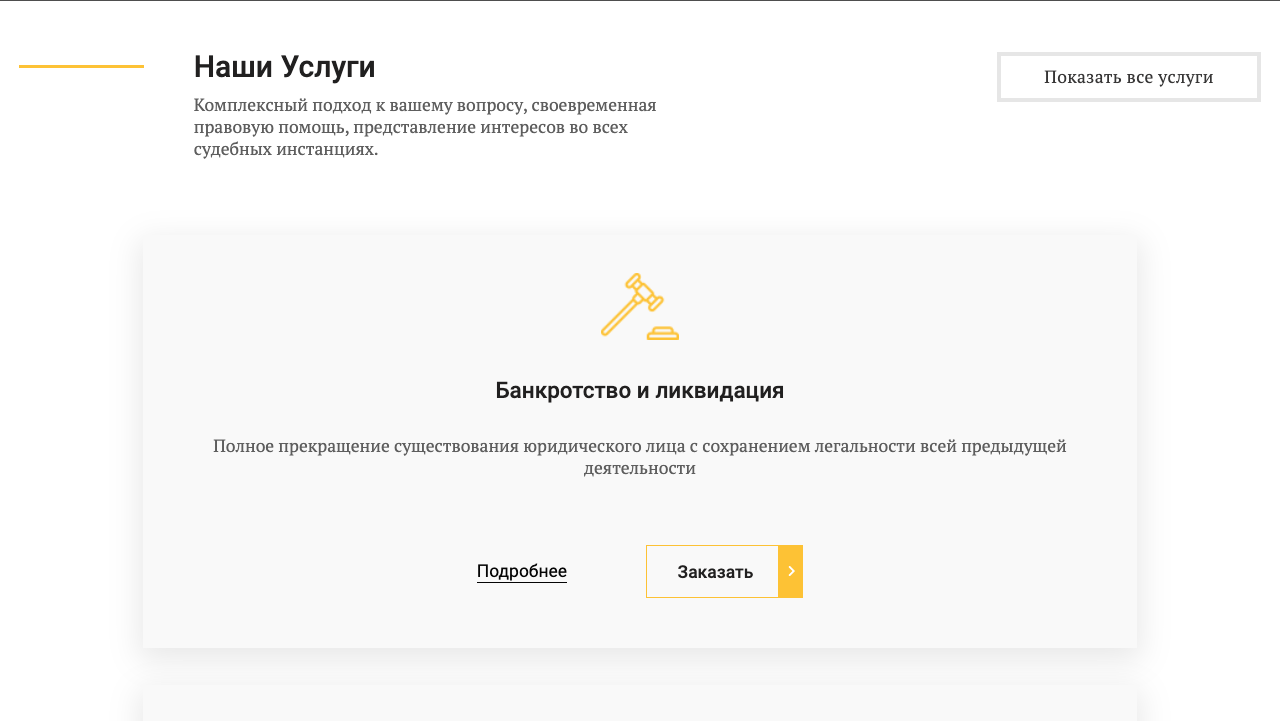 Наши Услуги
Показать все услуги
Комплексный подход к вашему вопросу, своевременная
правовую помощь, представление интересов во всех
судебных инстанциях.
Банкротство и ликвидация
Полное прекращение существования юридического лица с сохранением легальности всей предыдущей
деятельности
Подробнее
Заказать